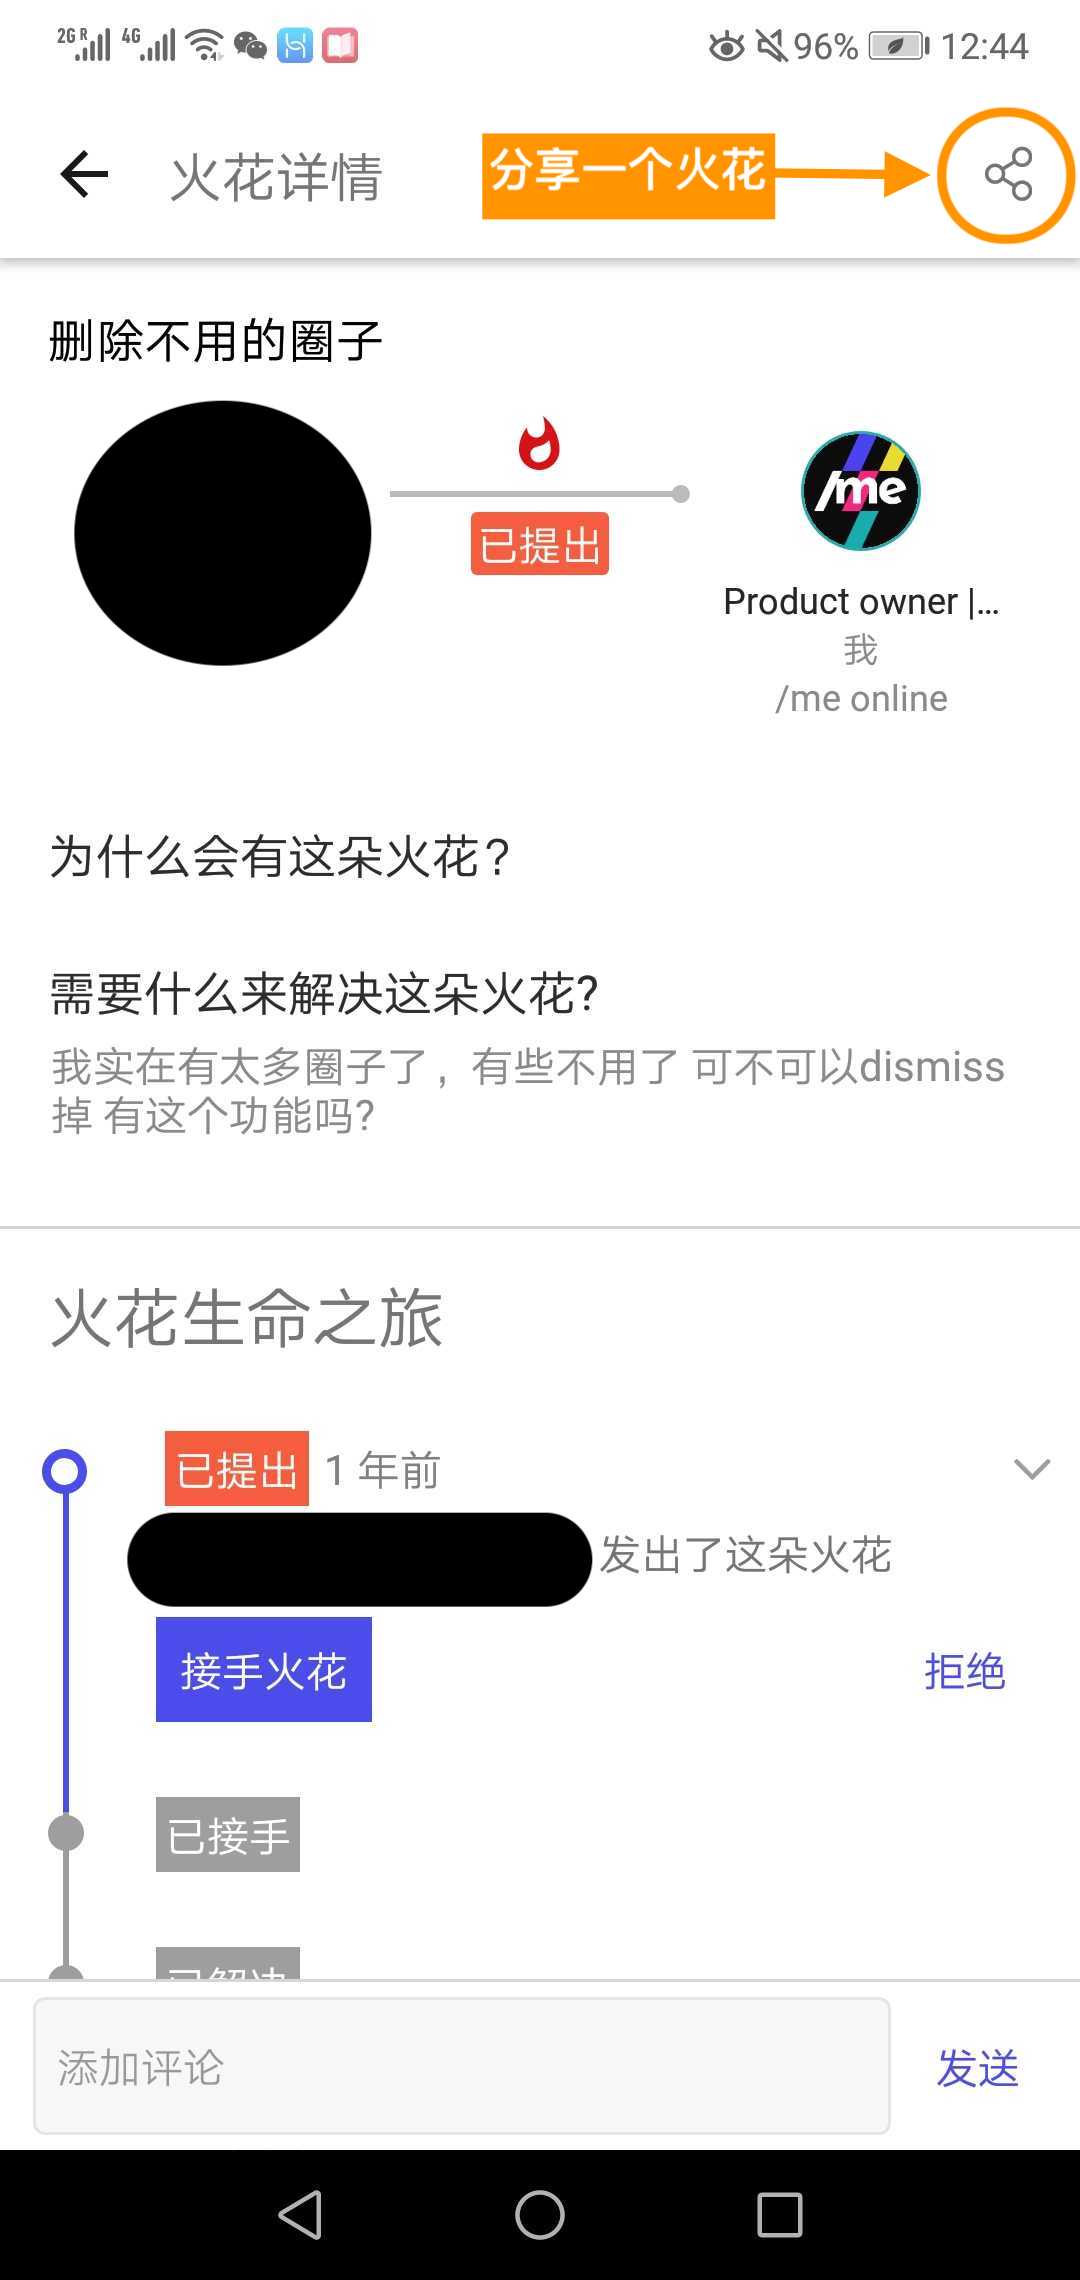 2G R 4G 96% 12:44
火花详情
分享一个火花
删除不用的圈子
已提出
/me
Product owner |...
我
/me online
为什么会有这朵火花?
需要什么来解决这朵火花?
我实在有太多圈子了，有些不用了 可不可以dismiss
掉 有这个功能吗?
火花生命之旅
已提出 1 年前
发出了这朵火花
接手火花 拒绝
已接手
已解决
添加评论 发送